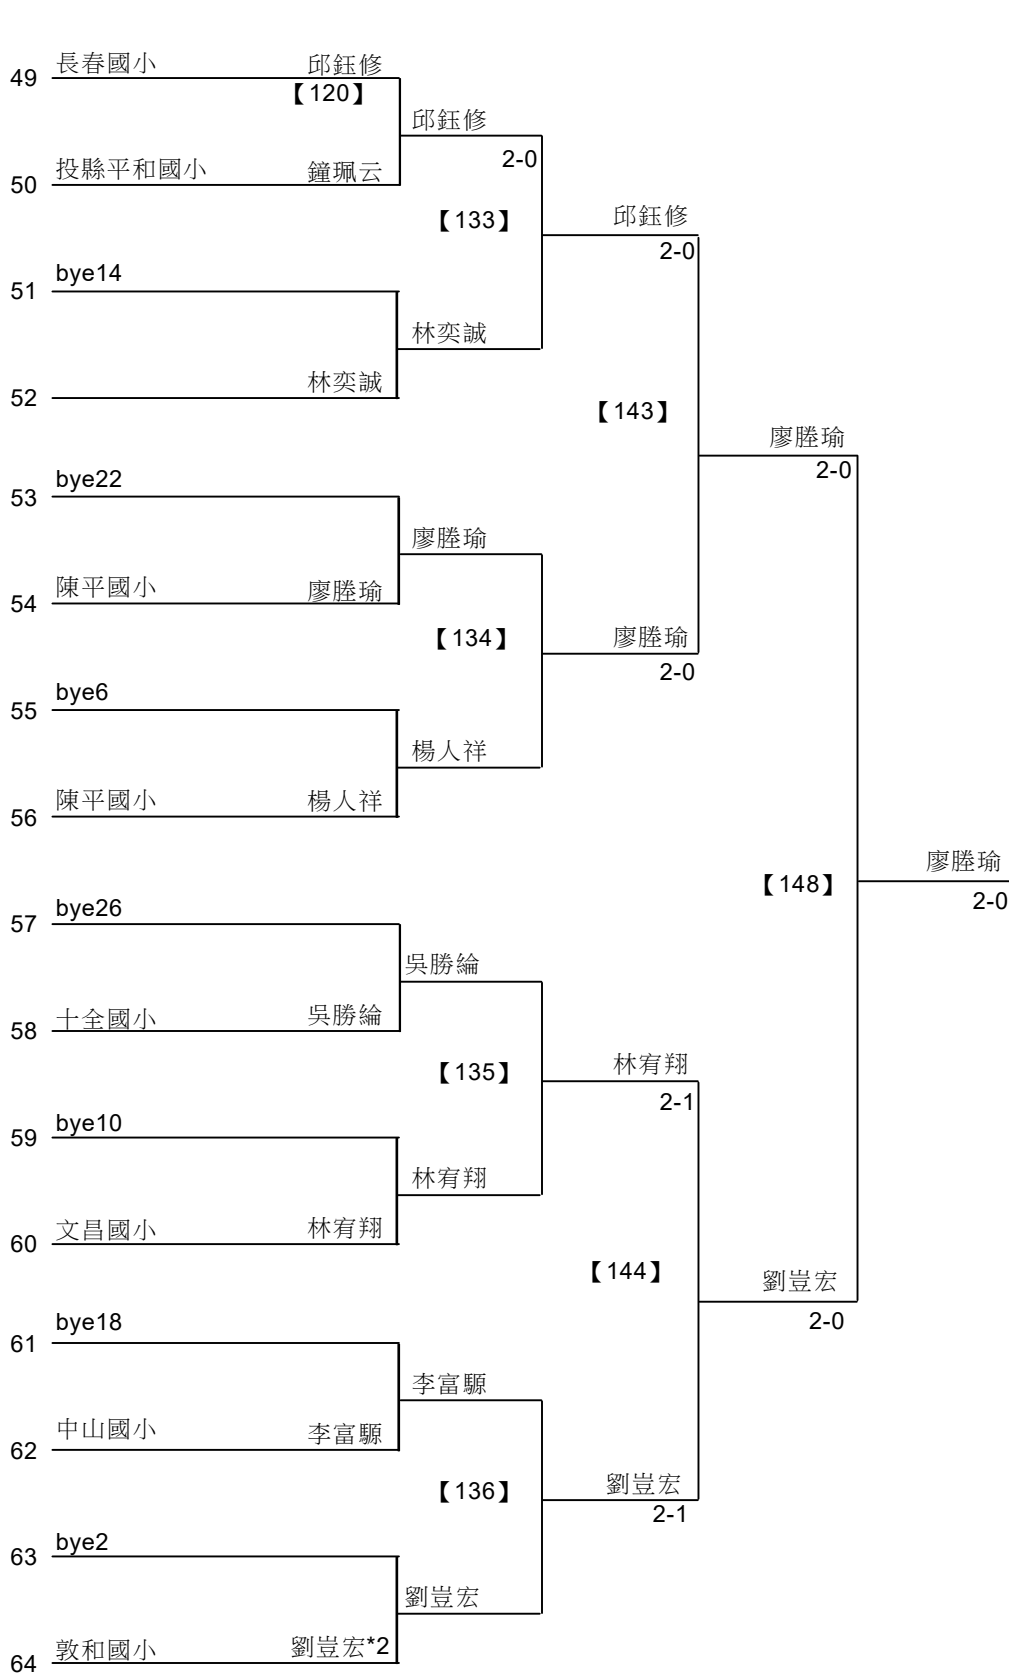 49 長春國小 邱鈺修
【120】
邱鈺修
2-0
50 投縣平和國小 鐘珮云
【133】
邱鈺修
2-0
51 bye14
林奕誠
52 林奕誠
【143】
廖塍瑜
2-0
53 bye22
廖塍瑜
54 陳平國小 廖塍瑜
【134】
廖塍瑜
2-0
55 bye6
楊人祥
56 陳平國小 楊人祥
【148】
廖塍瑜
2-0
57 bye26
吳勝綸
58 十全國小 吳勝綸
【135】
林宥翔
2-1
59 bye10
林宥翔
60 文昌國小 林宥翔
【144】
劉豈宏
2-0
61 bye18
李富騵
62 中山國小 李富騵
【136】
劉豈宏
2-1
63 bye2
劉豈宏
64 敦和國小 劉豈宏*2